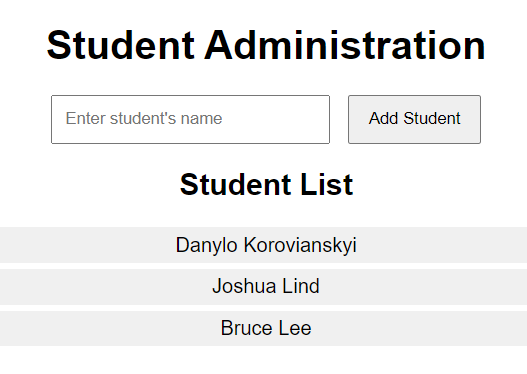 Student Administration
Enter student's name
Add Student
Student List
Danylo Korovianskyi
Joshua Lind
Bruce Lee